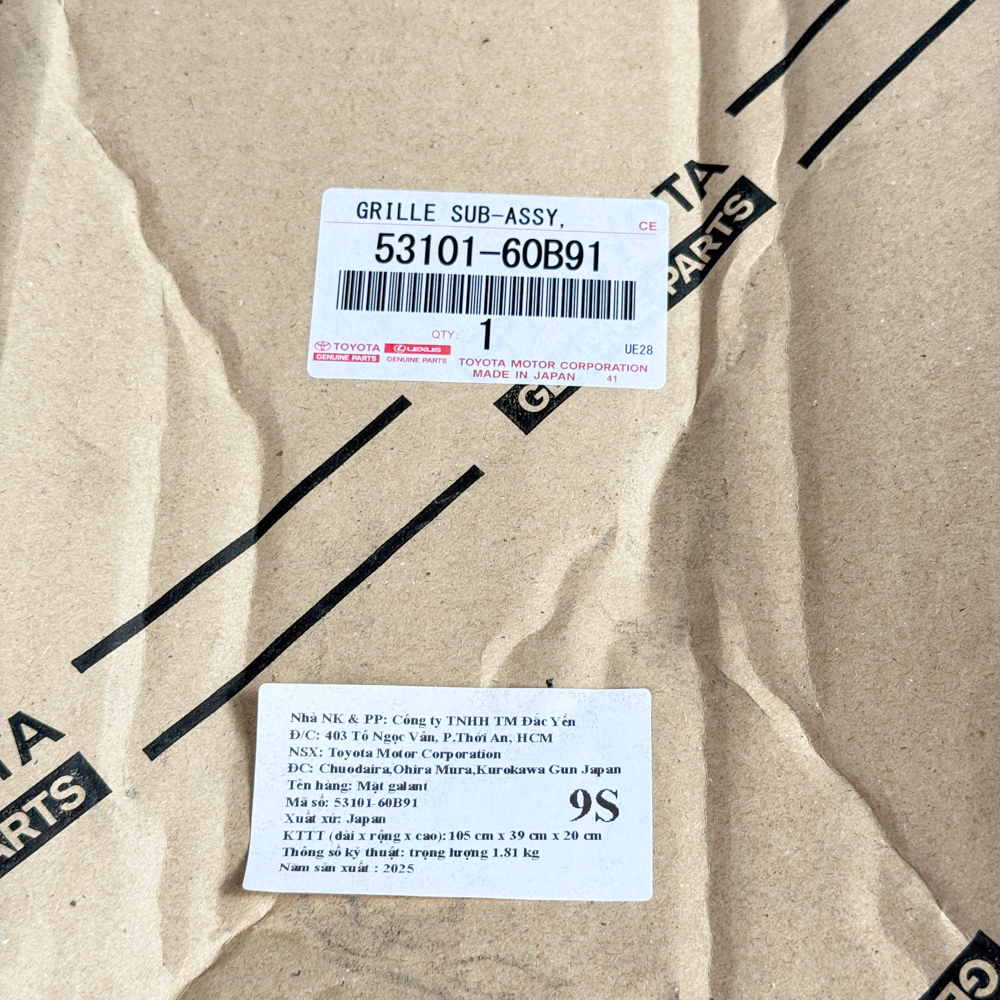 TA
PARTS
GRILLE SUB-ASSY,
CE
53101-60B91
QTY: 1
TOYOTA
GENUINE PARTS
LEXUS
GENUINE PARTS
UE28
TOYOTA MOTOR CORPORATION
MADE IN JAPAN 41
GE
Nhà NK & PP: Công ty TNHH TM Đắc Yến
Đ/C: 403 Tô Ngọc Vân, P.Thới An, HCM
NSX: Toyota Motor Corporation
ĐC: Chuodaira,Ohira Mura,Kurokawa Gun Japan
Tên hàng: Mặt galant
Mã số: 53101-60B91
9S
Xuất xứ: Japan
KTTT (dài x rộng x cao): 105 cm x 39 cm x 20 cm
Thông số kỹ thuật: trọng lượng 1.81 kg
Năm sản xuất : 2025
TA
ARTS
GE